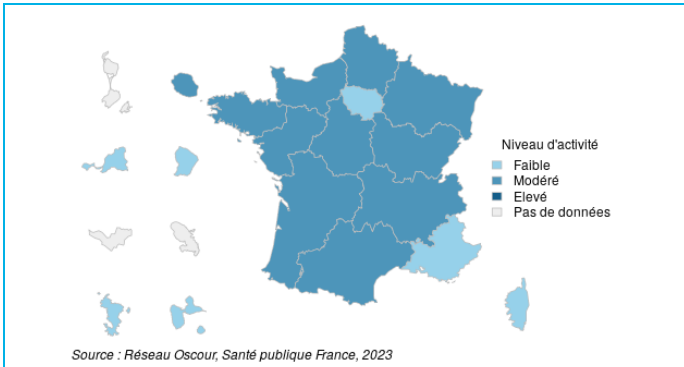 Niveau d'activité
Faible
Modéré
Elevé
Pas de données
Source : Réseau Oscour, Santé publique France, 2023